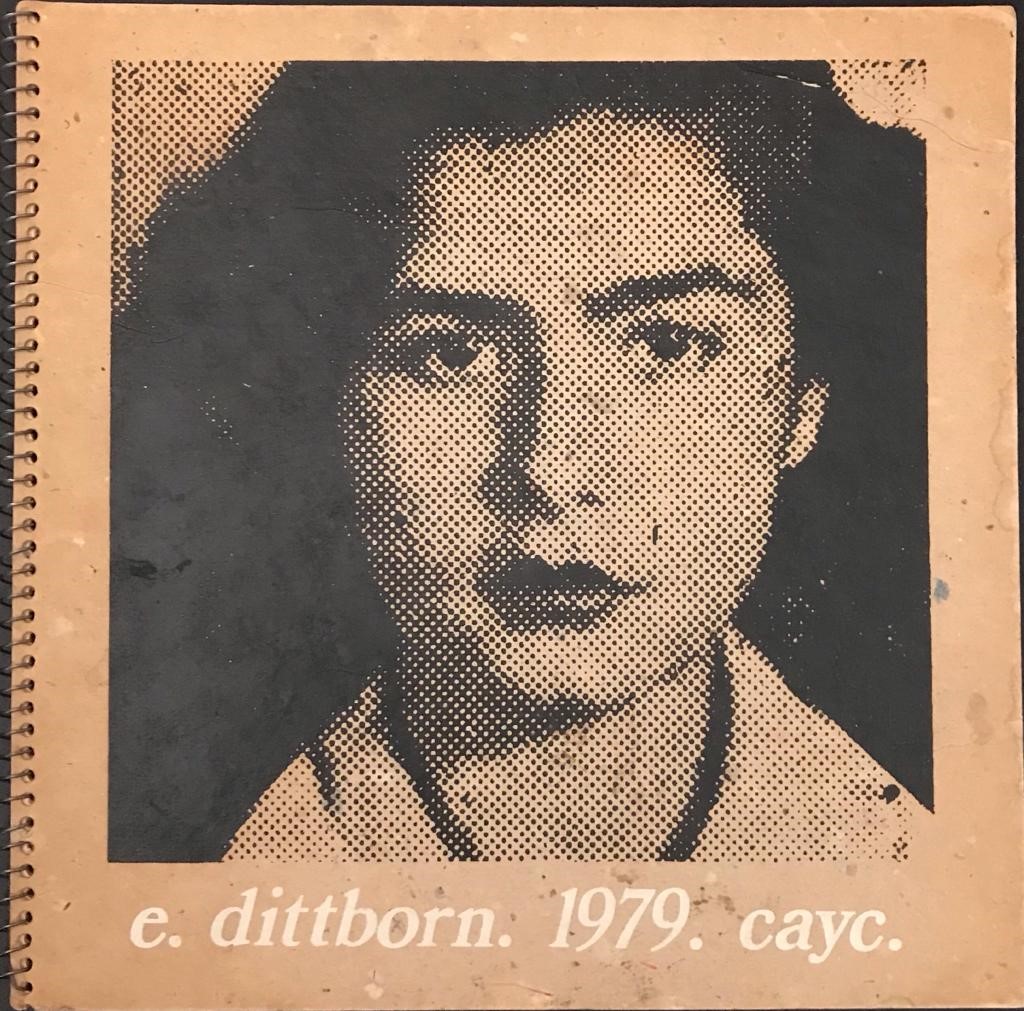 e. dittborn. 1979. cayc.